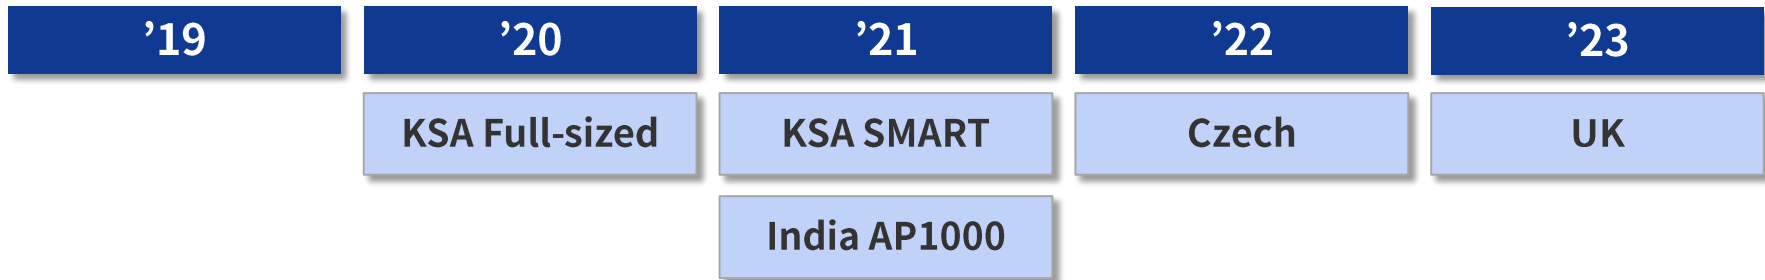 ’19
’20
’21
’22
’23
KSA Full-sized
KSA SMART
Czech
UK
India AP1000